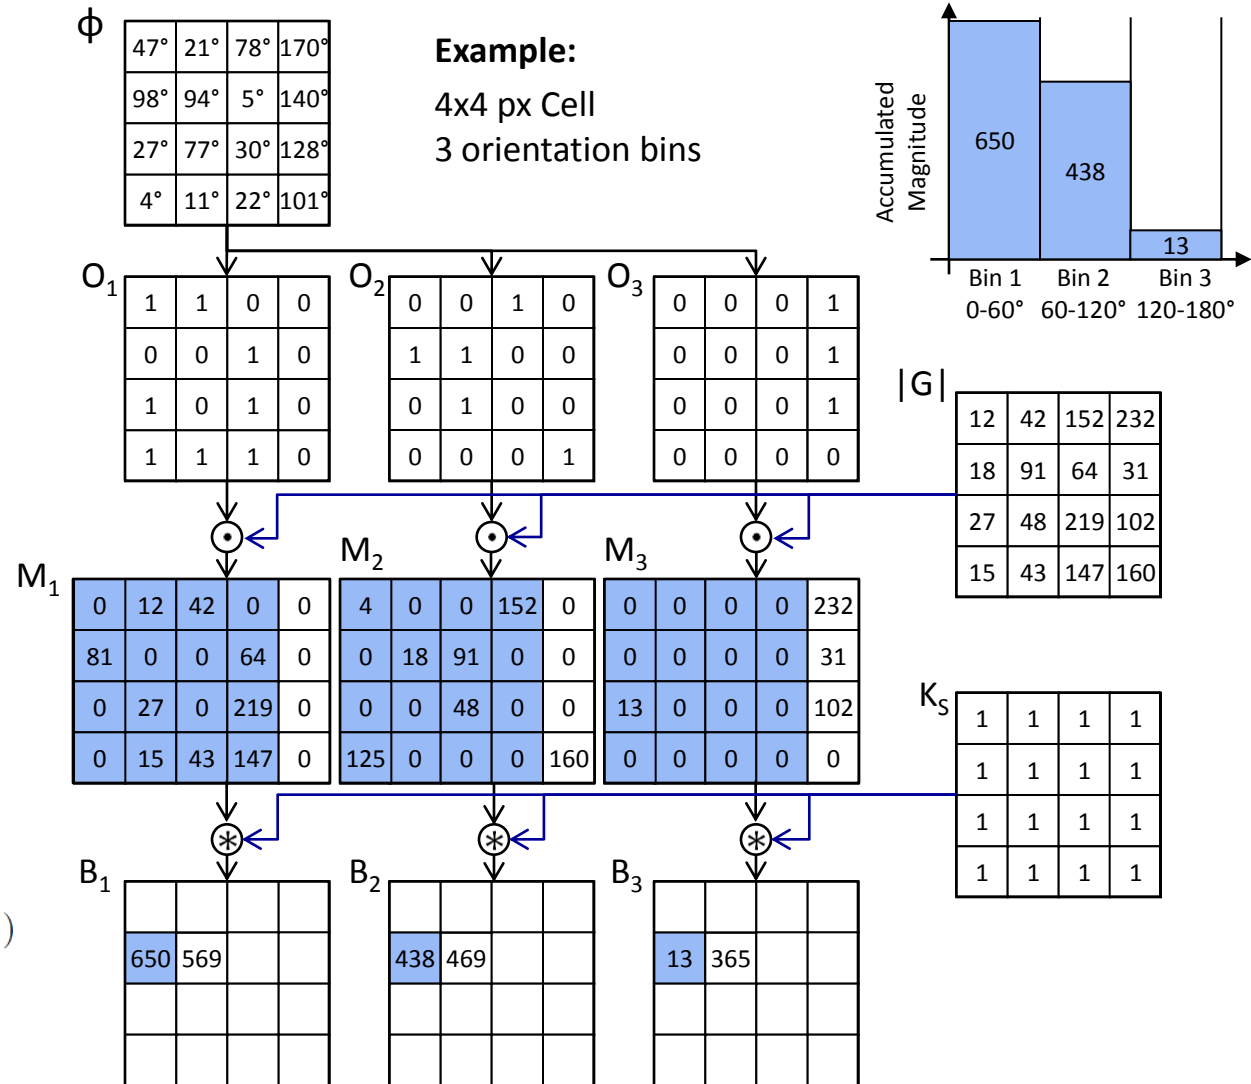 ϕ
47° 21° 78° 170°
98° 94° 5° 140°
27° 77° 30° 128°
4° 11° 22° 101°
Example:
4x4 px Cell
3 orientation bins
Accumulated
Magnitude
650
438
13
Bin 1 Bin 2 Bin 3
0-60° 60-120° 120-180°
O1
1 1 0 0
0 0 1 0
1 0 1 0
1 1 1 0
O2
0 0 1 0
1 1 0 0
0 1 0 0
0 0 0 1
O3
0 0 0 1
0 0 0 1
0 0 0 1
0 0 0 0
|G|
12 42 152 232
18 91 64 31
27 48 219 102
15 43 147 160
M1
0 12 42 0 0
81 0 0 64 0
0 27 0 219 0
0 15 43 147 0
M2
4 0 0 152 0
0 18 91 0 0
0 0 48 0 0
125 0 0 0 160
M3
0 0 0 0 232
0 0 0 0 31
13 0 0 0 102
0 0 0 0 0
KS
1 1 1 1
1 1 1 1
1 1 1 1
1 1 1 1
*
*
*
B1
650 569
B2
438 469
B3
13 365
)